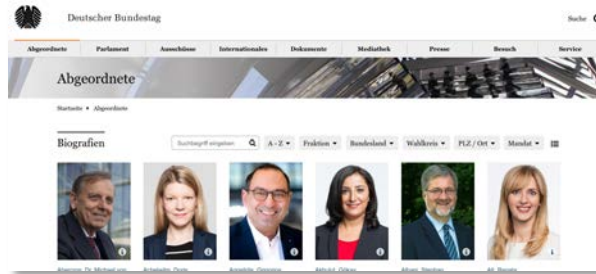 Deutscher Bundestag
Suche
Abgeordnete Parlament Ausschüsse Internationales Dokumente Mediathek Presse Besuch Service
Abgeordnete
Startseite Abgeordnete
Biografien
Suchbegriff eingeben A - Z Fraktion Bundesland Wahlkreis PLZ / Ort Mandat